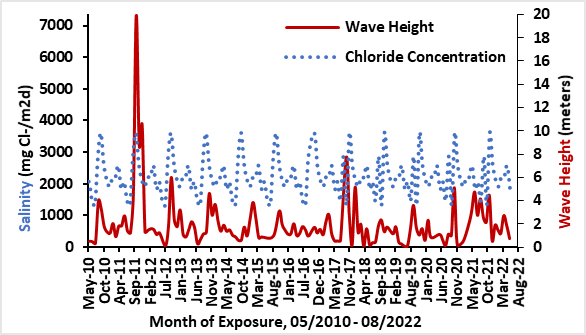 Wave Height
Chloride Concentration
Salinity (mg Cl-/m2d)
7000
6000
5000
4000
3000
2000
1000
0
20
18
16
14
12
10
8
6
4
2
0
Wave Height (meters)
May-10
Oct-10
Apr-11
Sep-11
Feb-12
Jul-12
Jan-13
Jun-13
Nov-13
May-14
Oct-14
Mar-15
Aug-15
Feb-16
Jul-16
Dec-16
Jun-17
Nov-17
Apr-18
Sep-18
Mar-19
Aug-19
Jan-20
Jun-20
Nov-20
May-21
Oct-21
Mar-22
Aug-22
Month of Exposure, 05/2010 - 08/2022